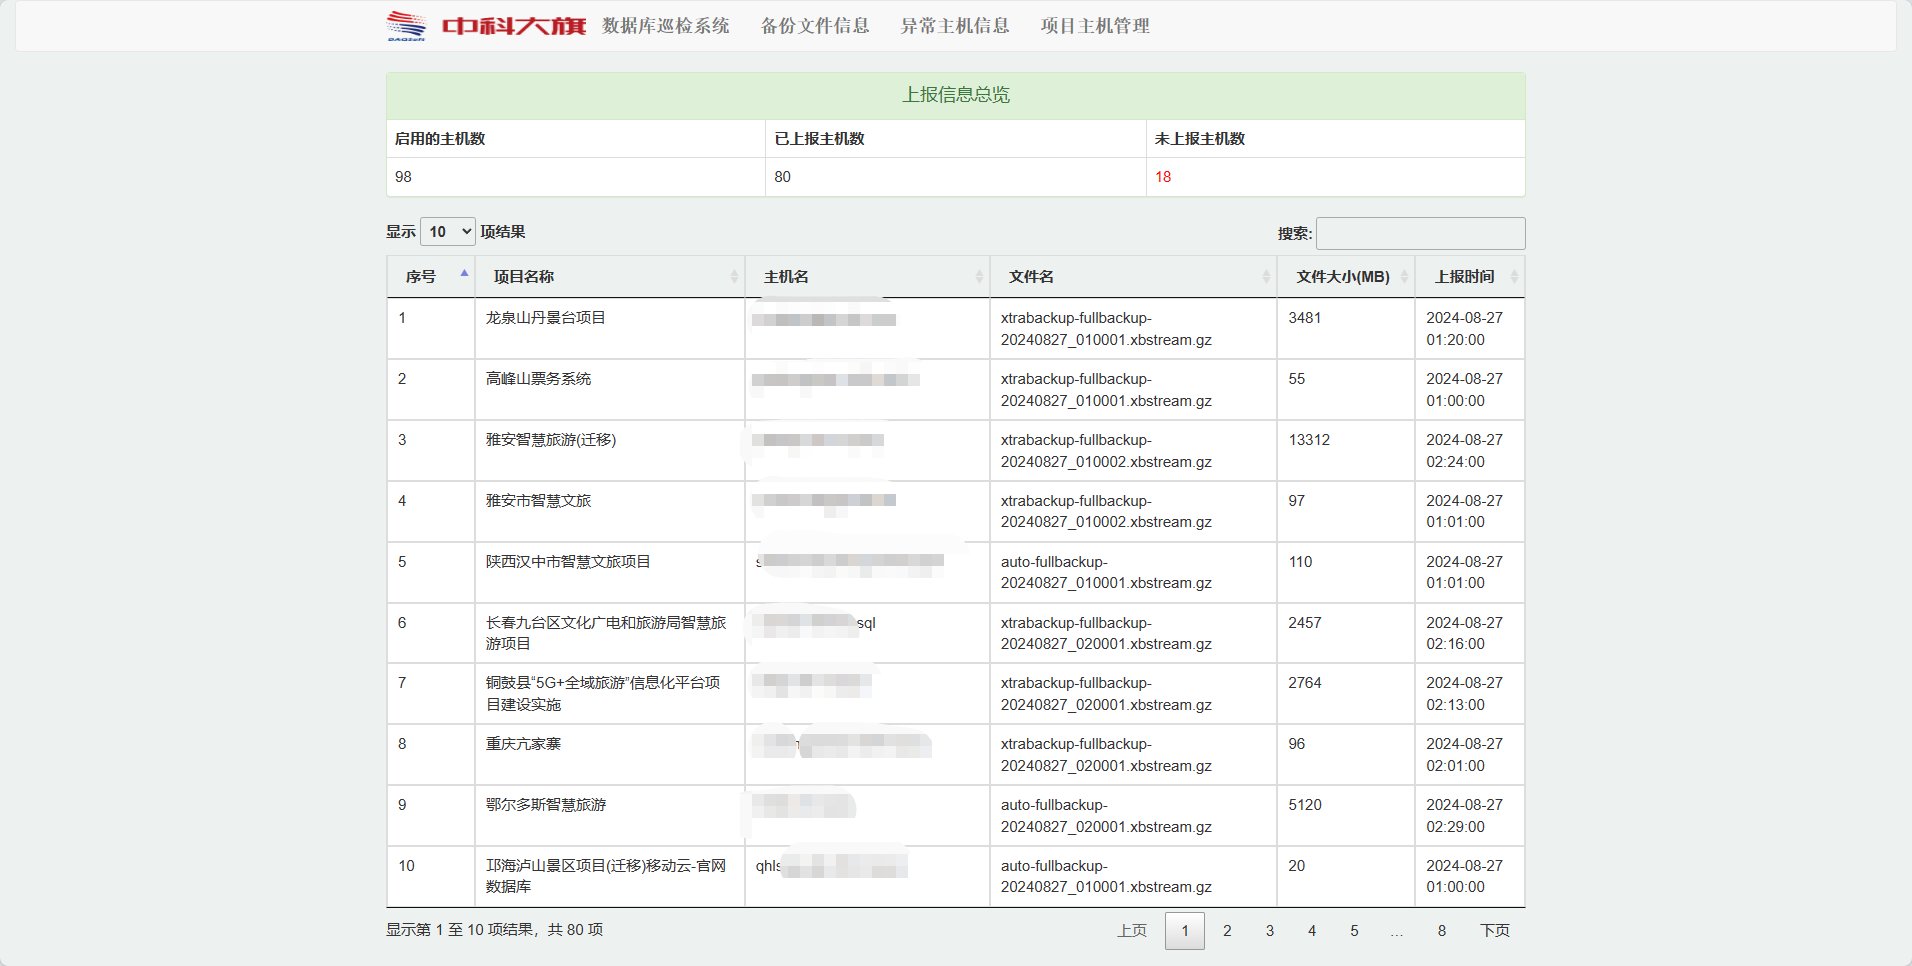 中科大旗 数据库巡检系统 备份文件信息 异常主机信息 项目主机管理
上报信息总览
启用的主机数 已上报主机数 未上报主机数
98 80 18
显示 10 项结果 搜索:
序号 项目名称 主机名 文件名 文件大小(MB) 上报时间
1 龙泉山丹景台项目 xtrabackup-fullbackup- 3481 2024-08-27
20240827_010001.xbstream.gz 01:20:00
2 高峰山票务系统 xtrabackup-fullbackup- 55 2024-08-27
20240827_010001.xbstream.gz 01:00:00
3 雅安智慧旅游(迁移) xtrabackup-fullbackup- 13312 2024-08-27
20240827_010002.xbstream.gz 02:24:00
4 雅安市智慧文旅 xtrabackup-fullbackup- 97 2024-08-27
20240827_010002.xbstream.gz 01:01:00
5 陕西汉中市智慧文旅项目 auto-fullbackup- 110 2024-08-27
20240827_010001.xbstream.gz 01:01:00
6 长春九台区文化广电和旅游局智慧旅 sql xtrabackup-fullbackup- 2457 2024-08-27
游项目 20240827_020001.xbstream.gz 02:16:00
7 铜鼓县“5G+全域旅游”信息化平台项 xtrabackup-fullbackup- 2764 2024-08-27
目建设实施 20240827_020001.xbstream.gz 02:13:00
8 重庆亢家寨 xtrabackup-fullbackup- 96 2024-08-27
20240827_020001.xbstream.gz 02:01:00
9 鄂尔多斯智慧旅游 auto-fullbackup- 5120 2024-08-27
20240827_020001.xbstream.gz 02:29:00
10 邛海泸山景区项目(迁移)移动云-官网 qhls auto-fullbackup- 20 2024-08-27
数据库 20240827_010001.xbstream.gz 01:00:00
显示第 1 至 10 项结果，共 80 项 上页 1 2 3 4 5 … 8 下页